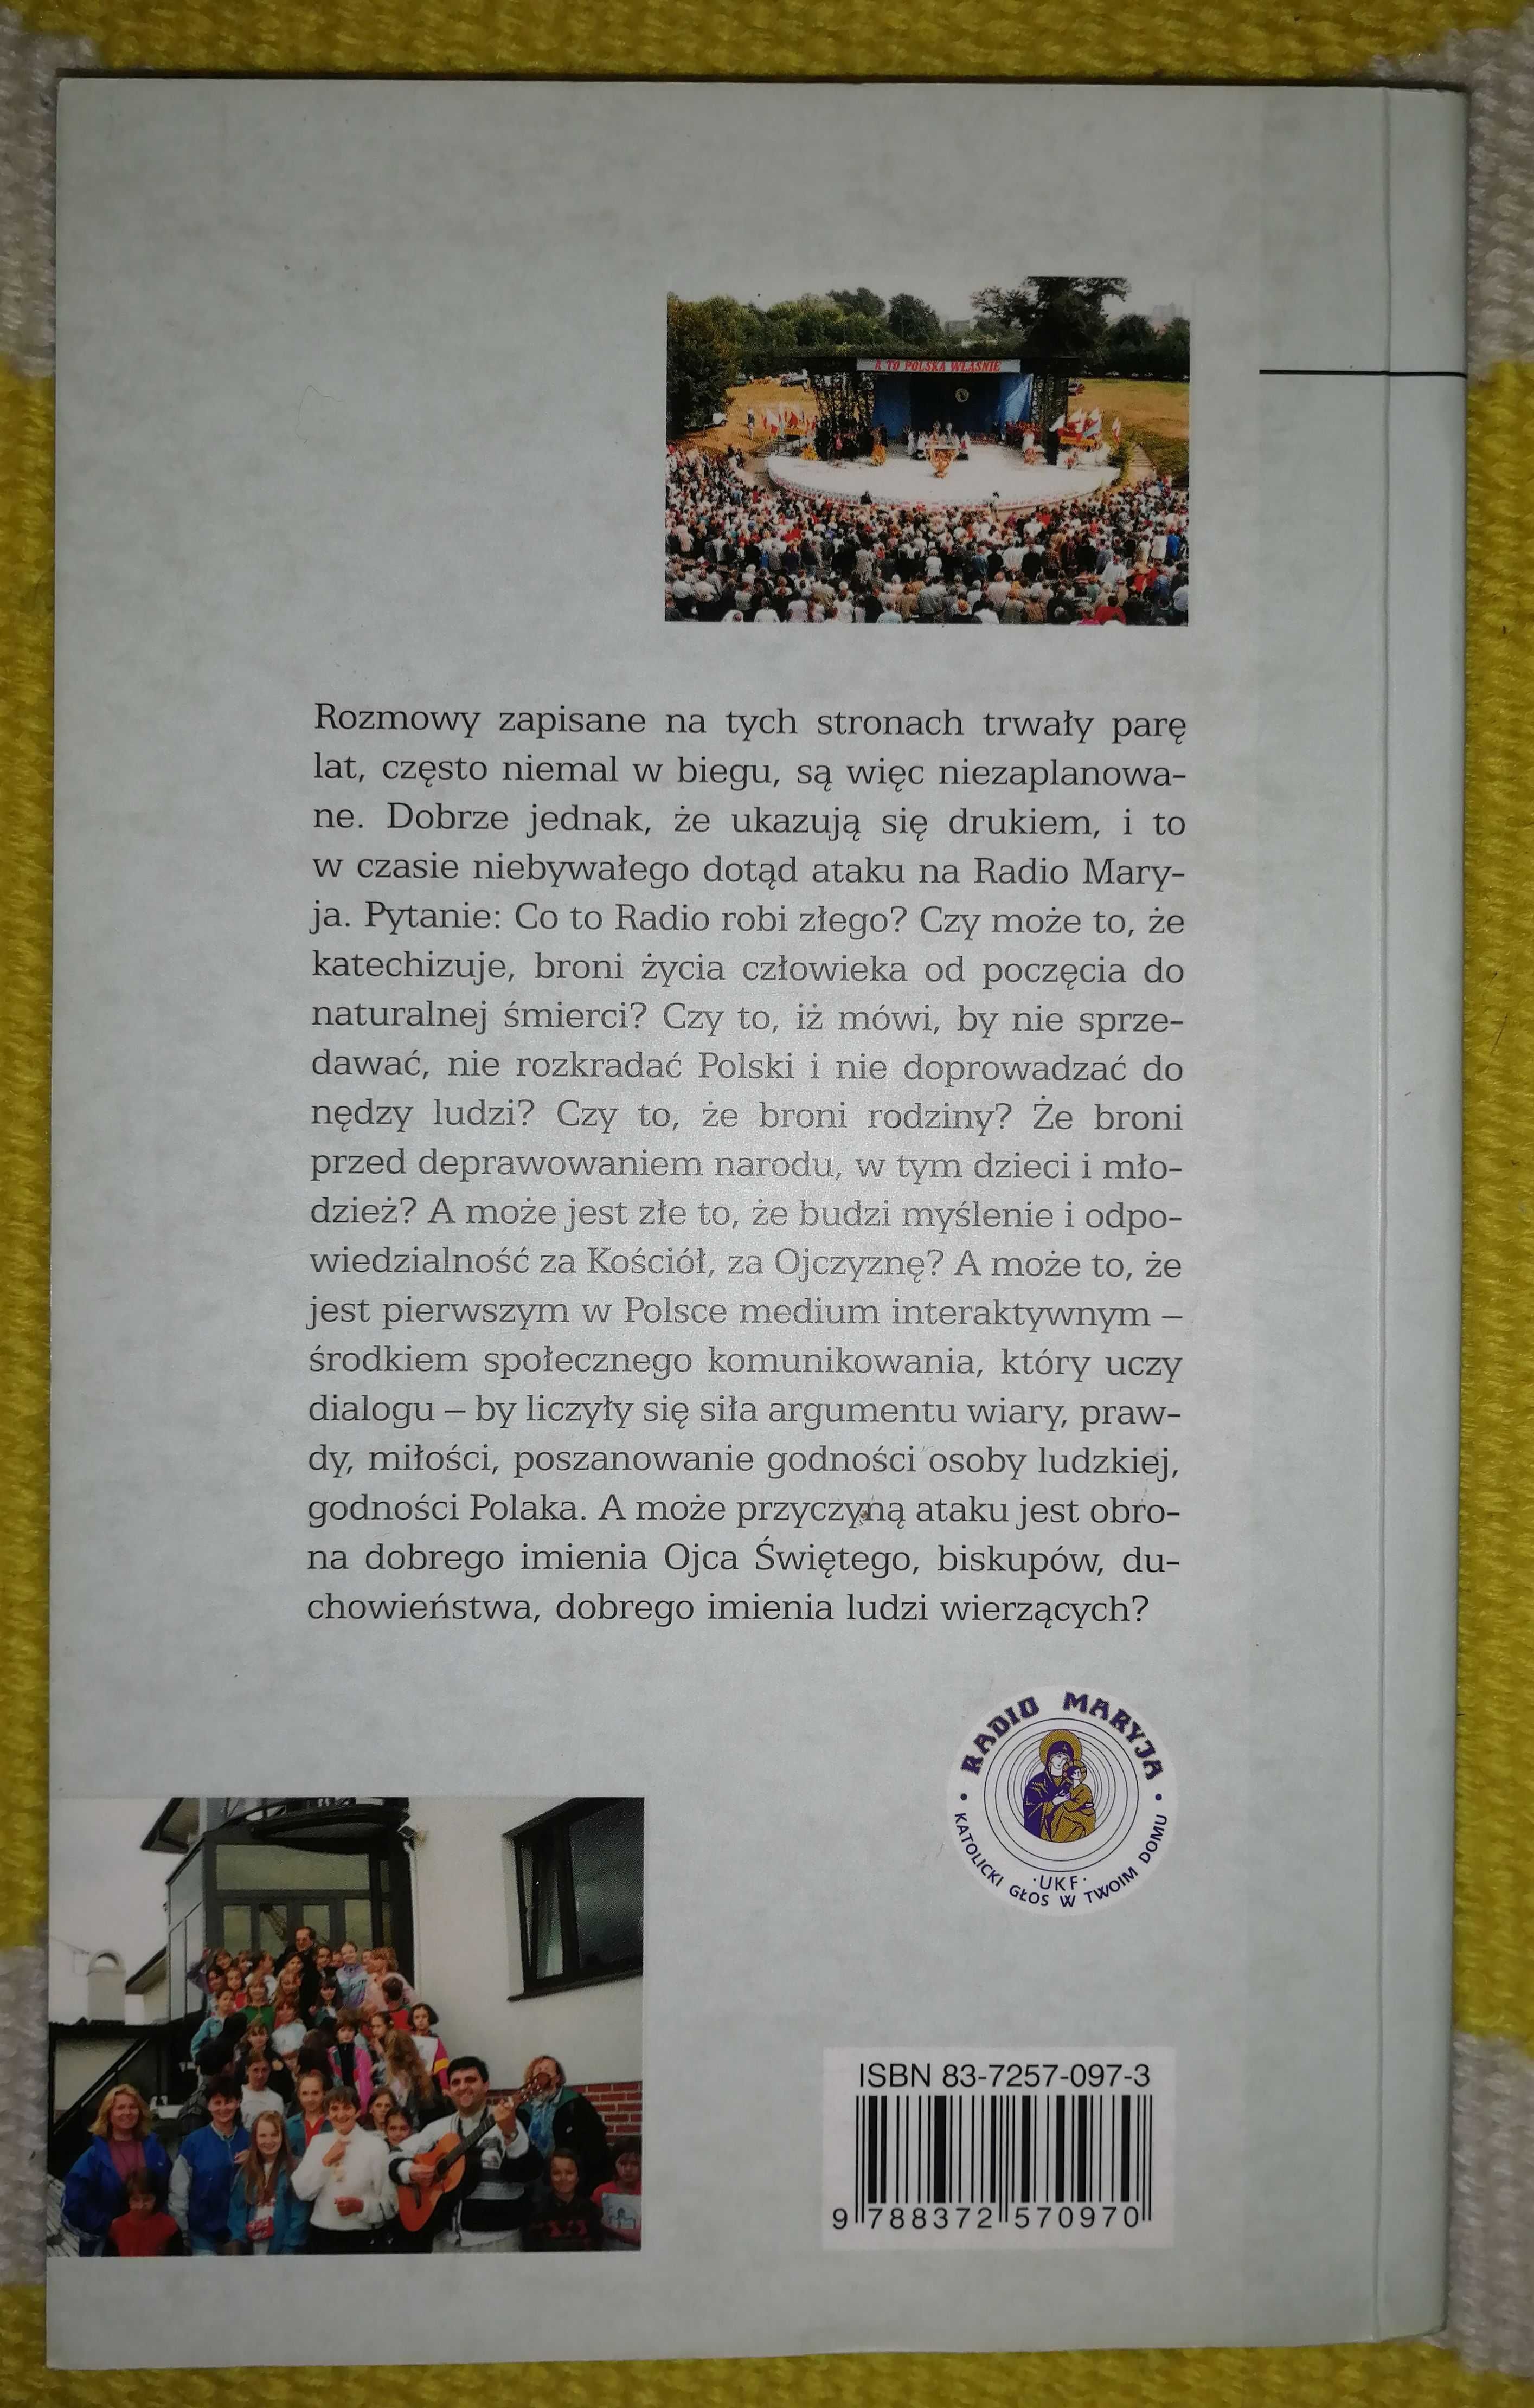 A TO POLSKA WŁAŚNIE
Rozmowy zapisane na tych stronach trwały parę
lat, często niemal w biegu, są więc niezaplanowa-
ne. Dobrze jednak, że ukazują się drukiem, i to
w czasie niebywałego dotąd ataku na Radio Mary-
ja. Pytanie: Co to Radio robi złego? Czy może to, że
katechizuje, broni życia człowieka od poczęcia do
naturalnej śmierci? Czy to, iż mówi, by nie sprze-
dawać, nie rozkradać Polski i nie doprowadzać do
nędzy ludzi? Czy to, że broni rodziny? Że broni
przed deprawowaniem narodu, w tym dzieci i mło-
dzież? A może jest złe to, że budzi myślenie i odpo-
wiedzialność za Kościół, za Ojczyznę? A może to, że
jest pierwszym w Polsce medium interaktywnym –
środkiem społecznego komunikowania, który uczy
dialogu – by liczyły się siła argumentu wiary, praw-
dy, miłości, poszanowanie godności osoby ludzkiej,
godności Polaka. A może przyczyną ataku jest obro-
na dobrego imienia Ojca Świętego, biskupów, du-
chowieństwa, dobrego imienia ludzi wierzących?
RADIO MARYJA
·UKF·
• KATOLICKI GŁOS W TWOIM DOMU •
ISBN 83-7257-097-3
9 788372 570970